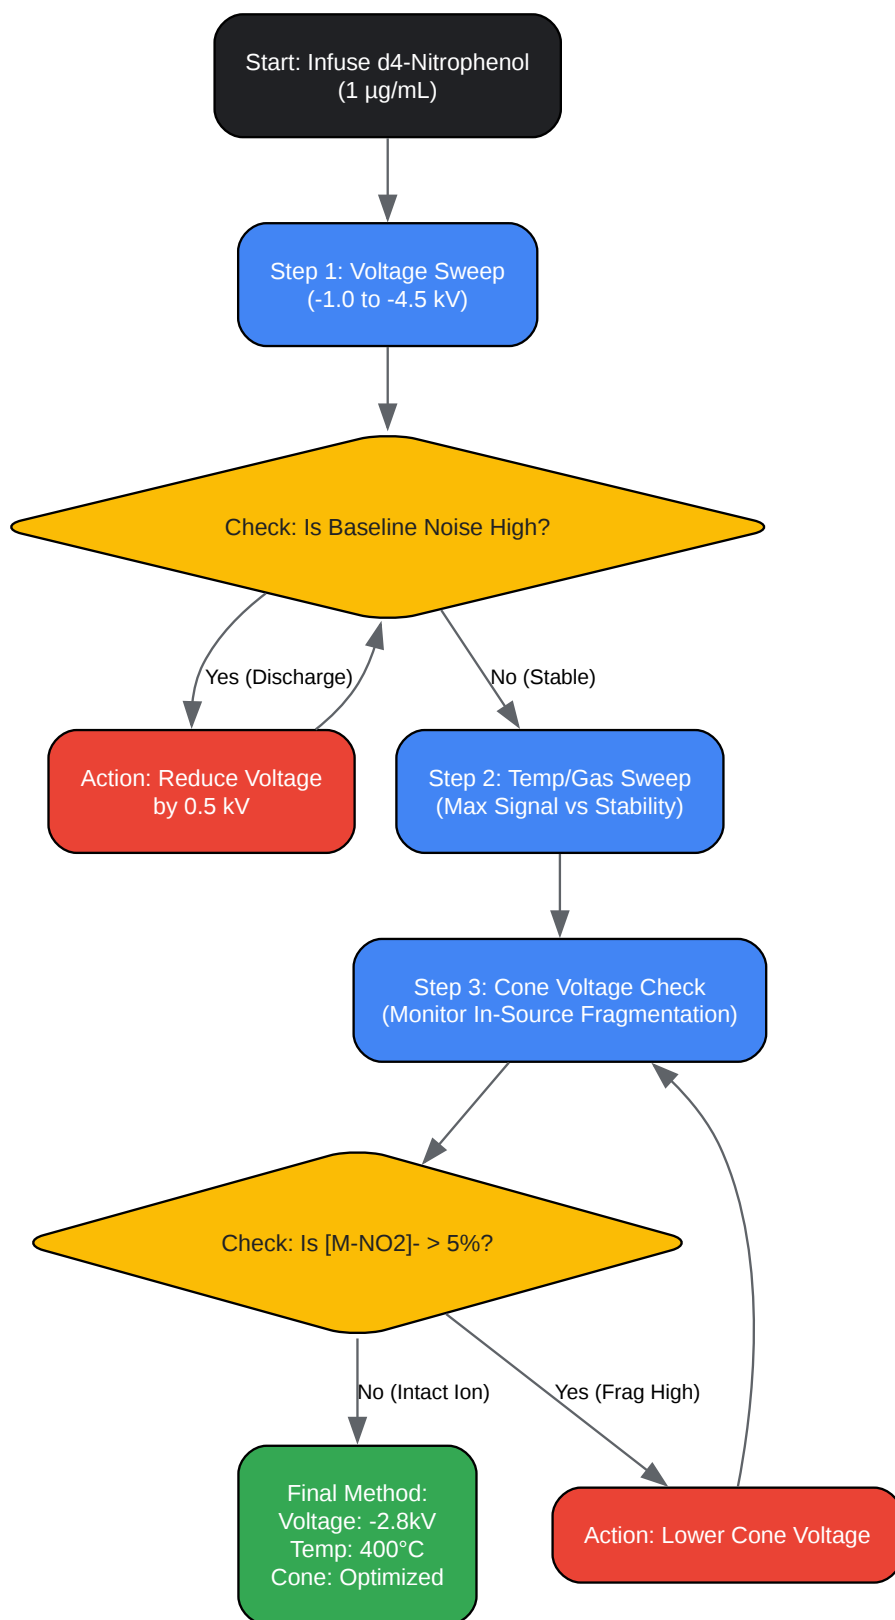 Start: Infuse d4-Nitrophenol
(1 µg/mL)
Step 1: Voltage Sweep
(-1.0 to -4.5 kV)
Check: Is Baseline Noise High?
Yes (Discharge)
No (Stable)
Action: Reduce Voltage
by 0.5 kV
Step 2: Temp/Gas Sweep
(Max Signal vs Stability)
Step 3: Cone Voltage Check
(Monitor In-Source Fragmentation)
Check: Is [M-NO2]- > 5%?
No (Intact Ion)
Yes (Frag High)
Final Method:
Voltage: -2.8kV
Temp: 400°C
Cone: Optimized
Action: Lower Cone Voltage